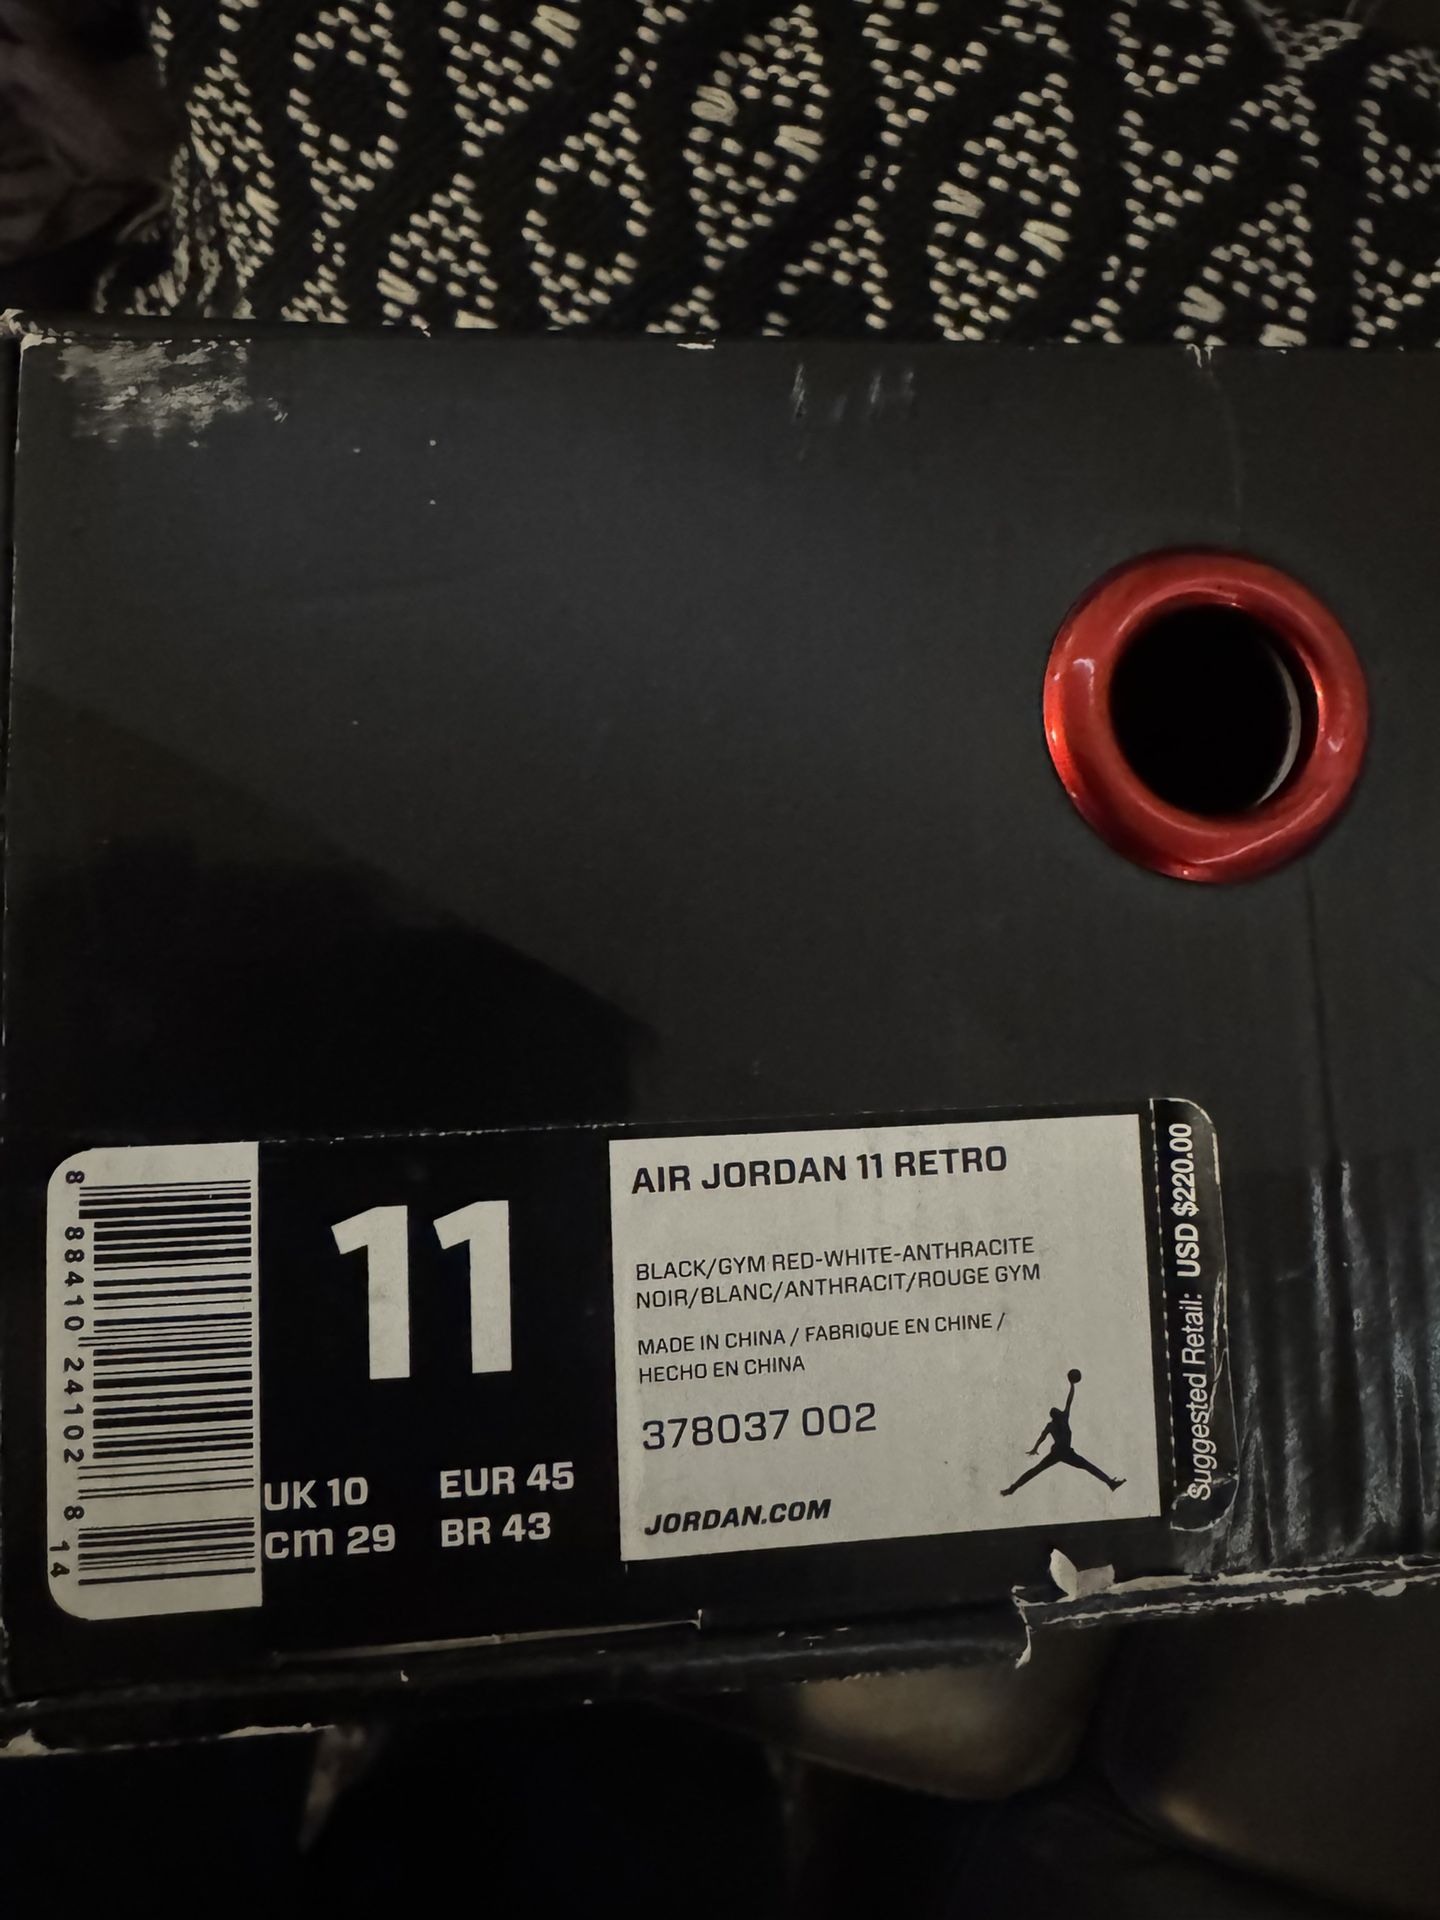 8 88410 24102 8 14
11
UK 10 EUR 45
cm 29 BR 43
AIR JORDAN 11 RETRO
BLACK/GYM RED-WHITE-ANTHRACITE
NOIR/BLANC/ANTHRACIT/ROUGE GYM
MADE IN CHINA / FABRIQUE EN CHINE /
HECHO EN CHINA
378037 002
JORDAN.COM
Suggested Retail: USD $220.00